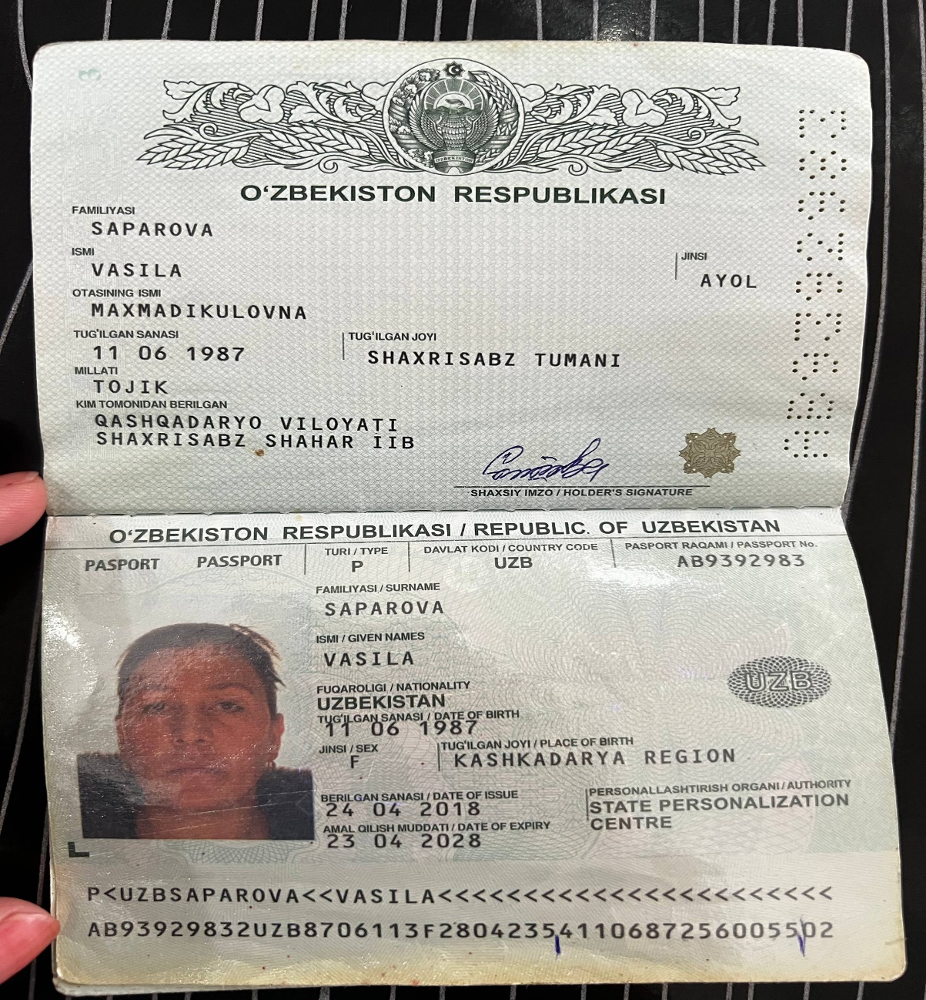 O‘ZBEKISTON RESPUBLIKASI
FAMILIYASI
SAPAROVA
ISMI
VASILA
JINSI
AYOL
OTASINING ISMI
MAXMADIKULOVNA
TUG‘ILGAN SANASI
11 06 1987
TUG‘ILGAN JOYI
SHAXRISABZ TUMANI
MILLATI
TOJIK
KIM TOMONIDAN BERILGAN
QASHQADARYO VILOYATI
SHAXRISABZ SHAHAR IIB
SHAXSIY IMZO / HOLDER'S SIGNATURE
AB9392983
O‘ZBEKISTON RESPUBLIKASI / REPUBLIC OF UZBEKISTAN
PASPORT PASSPORT
TURI / TYPE
P
DAVLAT KODI / COUNTRY CODE
UZB
PASPORT RAQAMI / PASSPORT No.
AB9392983
FAMILIYASI / SURNAME
SAPAROVA
ISMI / GIVEN NAMES
VASILA
FUQAROLIGI / NATIONALITY
UZBEKISTAN
TUG‘ILGAN SANASI / DATE OF BIRTH
11 06 1987
JINSI / SEX
F
TUG‘ILGAN JOYI / PLACE OF BIRTH
KASHKADARYA REGION
BERILGAN SANASI / DATE OF ISSUE
24 04 2018
PERSONALLASHTIRISH ORGANI / AUTHORITY
STATE PERSONALIZATION
CENTRE
AMAL QILISH MUDDATI / DATE OF EXPIRY
23 04 2028
UZB
P<UZBSAPAROVA<<VASILA<<<<<<<<<<<<<<<<<<<<<<<
AB93929832UZB8706113F28042354110687256005502